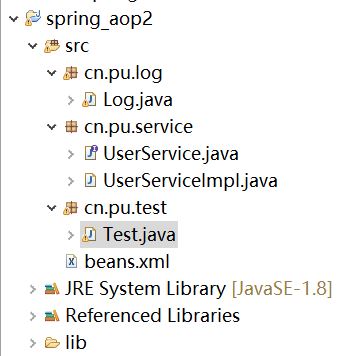 spring_aop2
src
cn.pu.log
Log.java
cn.pu.service
UserService.java
UserServiceImpl.java
cn.pu.test
Test.java
beans.xml
JRE System Library [JavaSE-1.8]
Referenced Libraries
lib